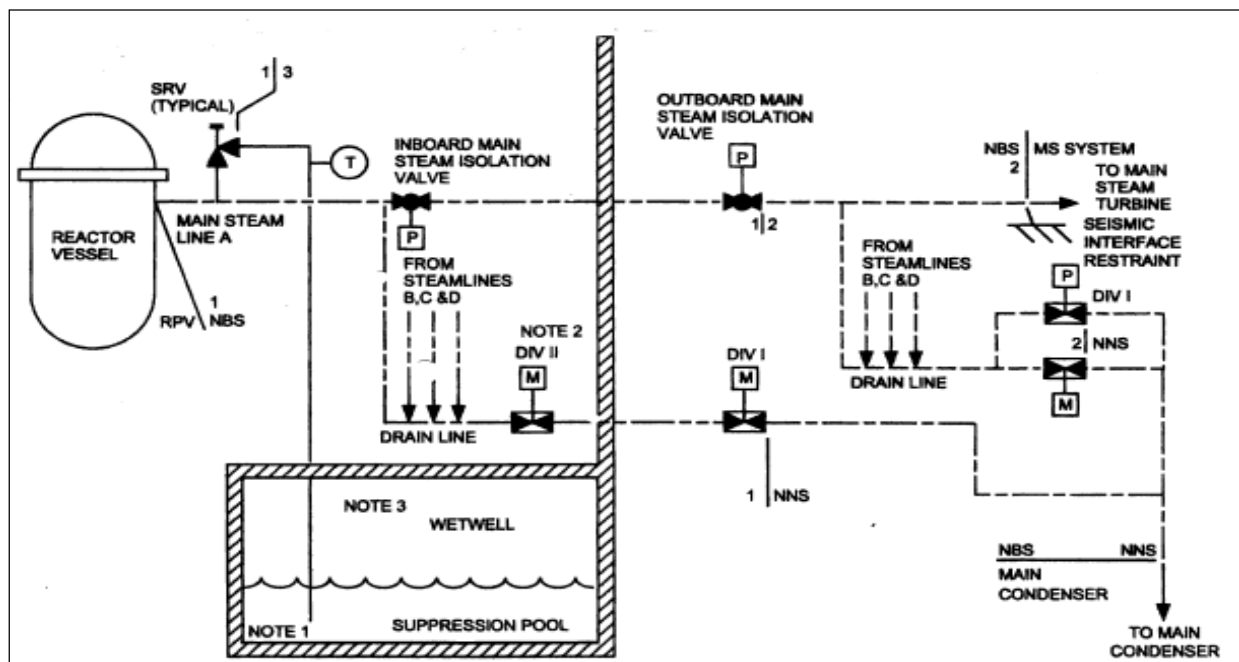 SRV
(TYPICAL)
1 3
T
INBOARD MAIN
STEAM ISOLATION
VALVE
P
REACTOR
VESSEL
MAIN STEAM
LINE A
1
RPV NBS
FROM
STEAMLINES
B,C &D
NOTE 2
DIV II
M
DRAIN LINE
OUTBOARD MAIN
STEAM ISOLATION
VALVE
P
1 2
NBS MS SYSTEM
2
TO MAIN
STEAM
TURBINE
SEISMIC
INTERFACE
RESTRAINT
FROM
STEAMLINES
B,C &D
P
DIV I
2 NNS
DRAIN LINE
M
DIV I
M
1 NNS
NOTE 3
WETWELL
NOTE 1
SUPPRESSION POOL
NBS NNS
MAIN
CONDENSER
TO MAIN
CONDENSER